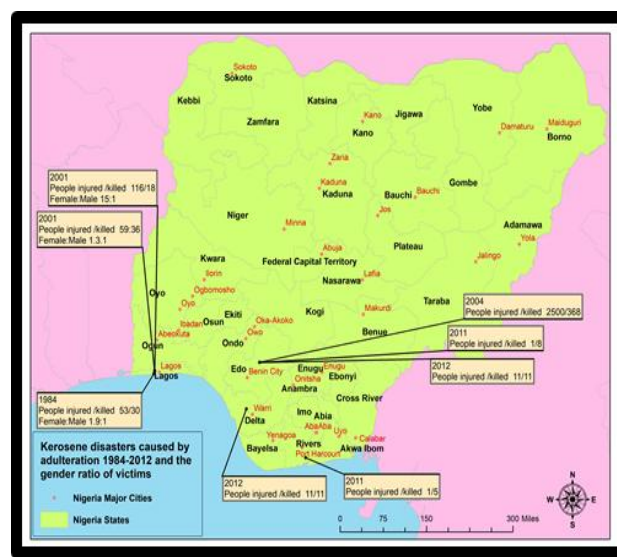 Sokoto
Sokoto
Kebbi
Zamfara
Katsina
Kano
Kano
Jigawa
Yobe
Damaturu
Maiduguri
Borno
Zaria
Kaduna
Kaduna
Bauchi
Bauchi
Gombe
Jos
Niger
Minna
Adamawa
Yola
Jalingo
Plateau
Abuja
Federal Capital Territory
Nasarawa
Lafia
Kwara
Ilorin
Ogbomosho
Oyo
Oyo
Ibadan
Osun
Ekiti
Oka-Akoko
Owo
Ondo
Kogi
Makurdi
Benue
Taraba
Abeokuta
Ogun
Lagos
Lagos
Edo
Benin City
Enugu
Enugu
Ebonyi
Onitsha
Anambra
Cross River
Imo
Abia
AbaAba
Uyo
Warri
Delta
Yenagoa
Bayelsa
Rivers
Port Harcourt
Calabar
Akwa Ibom
2001
People injured /killed 116/18
Female:Male 15:1
2001
People injured /killed 59:36
Female:Male 1.3.1
1984
People injured /killed 53/30
Female:Male 1.9:1
2004
People injured /killed 2500/368
2011
People injured /killed 1/8
2012
People injured /killed 11/11
2012
People injured /killed 11/11
2011
People injured /killed 1/5
Kerosene disasters caused by
adulteration 1984-2012 and the
gender ratio of victims
Nigeria Major Cities
Nigeria States
N
W
E
S
0 75 150 300 Miles